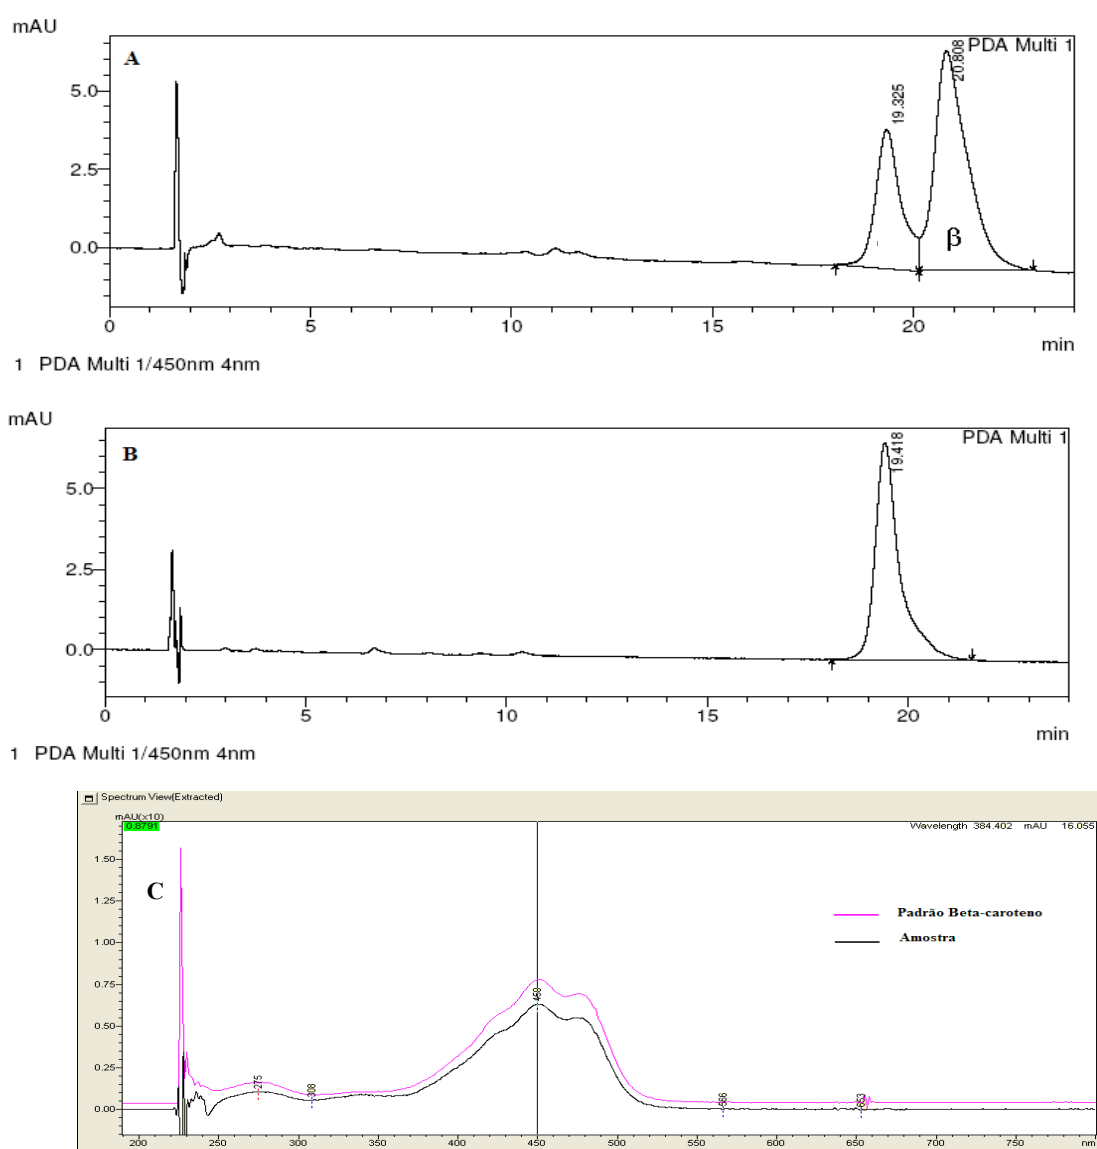 mAU
PDA Multi 1
A
20.808
19.325
5.0
2.5
0.0
β
0 5 10 15 20
min
1 PDA Multi 1/450nm 4nm
mAU
PDA Multi 1
B
19.418
5.0
2.5
0.0
0 5 10 15 20
min
1 PDA Multi 1/450nm 4nm
Spectrum View(Extracted)
mAU(x10)
0.6791
Wavelength 384.402 mAU 16.055
1.50
C
1.25
Padrão Beta-caroteno
Amostra
1.00
0.75
0.50
0.25
0.00
275
308
566
653
200 250 300 350 400 450 500 550 600 650 700 750 nm